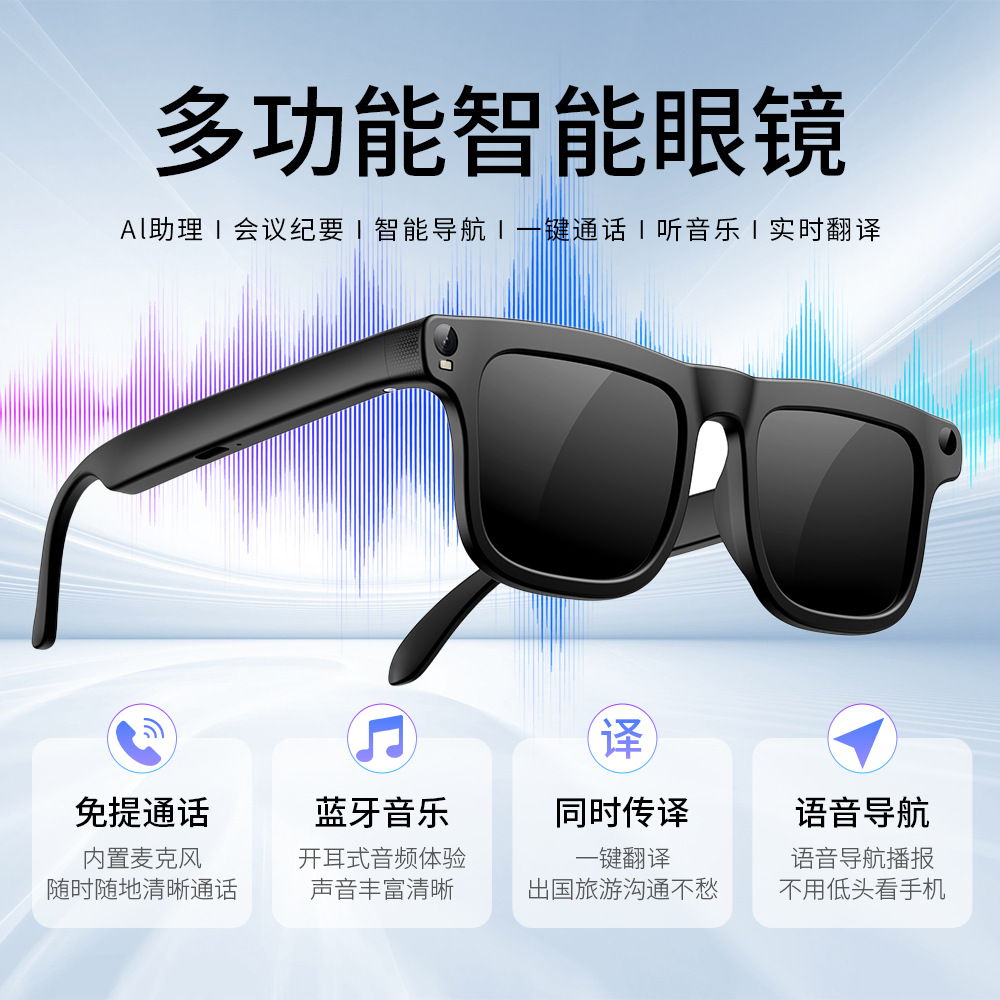 多功能智能眼镜
Al助理 | 会议纪要 | 智能导航 | 一键通话 | 听音乐 | 实时翻译
译
免提通话
内置麦克风
随时随地清晰通话
蓝牙音乐
开耳式音频体验
声音丰富清晰
同时传译
一键翻译
出国旅游沟通不愁
语音导航
语音导航播报
不用低头看手机